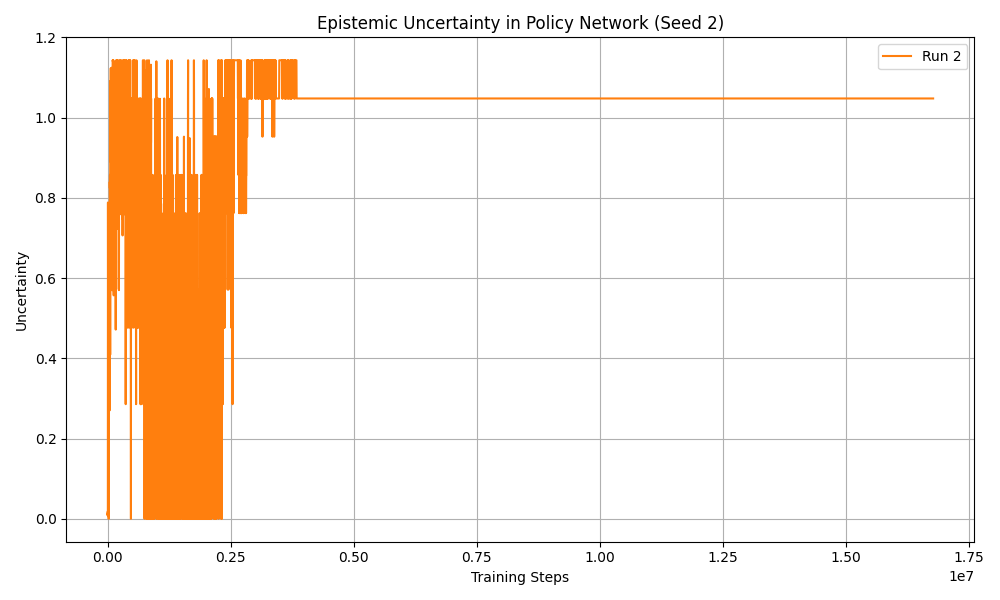 Epistemic Uncertainty in Policy Network (Seed 2)
Run 2
Uncertainty
1.2
1.0
0.8
0.6
0.4
0.2
0.0
0.00 0.25 0.50 0.75 1.00 1.25 1.50 1.75
1e7
Training Steps